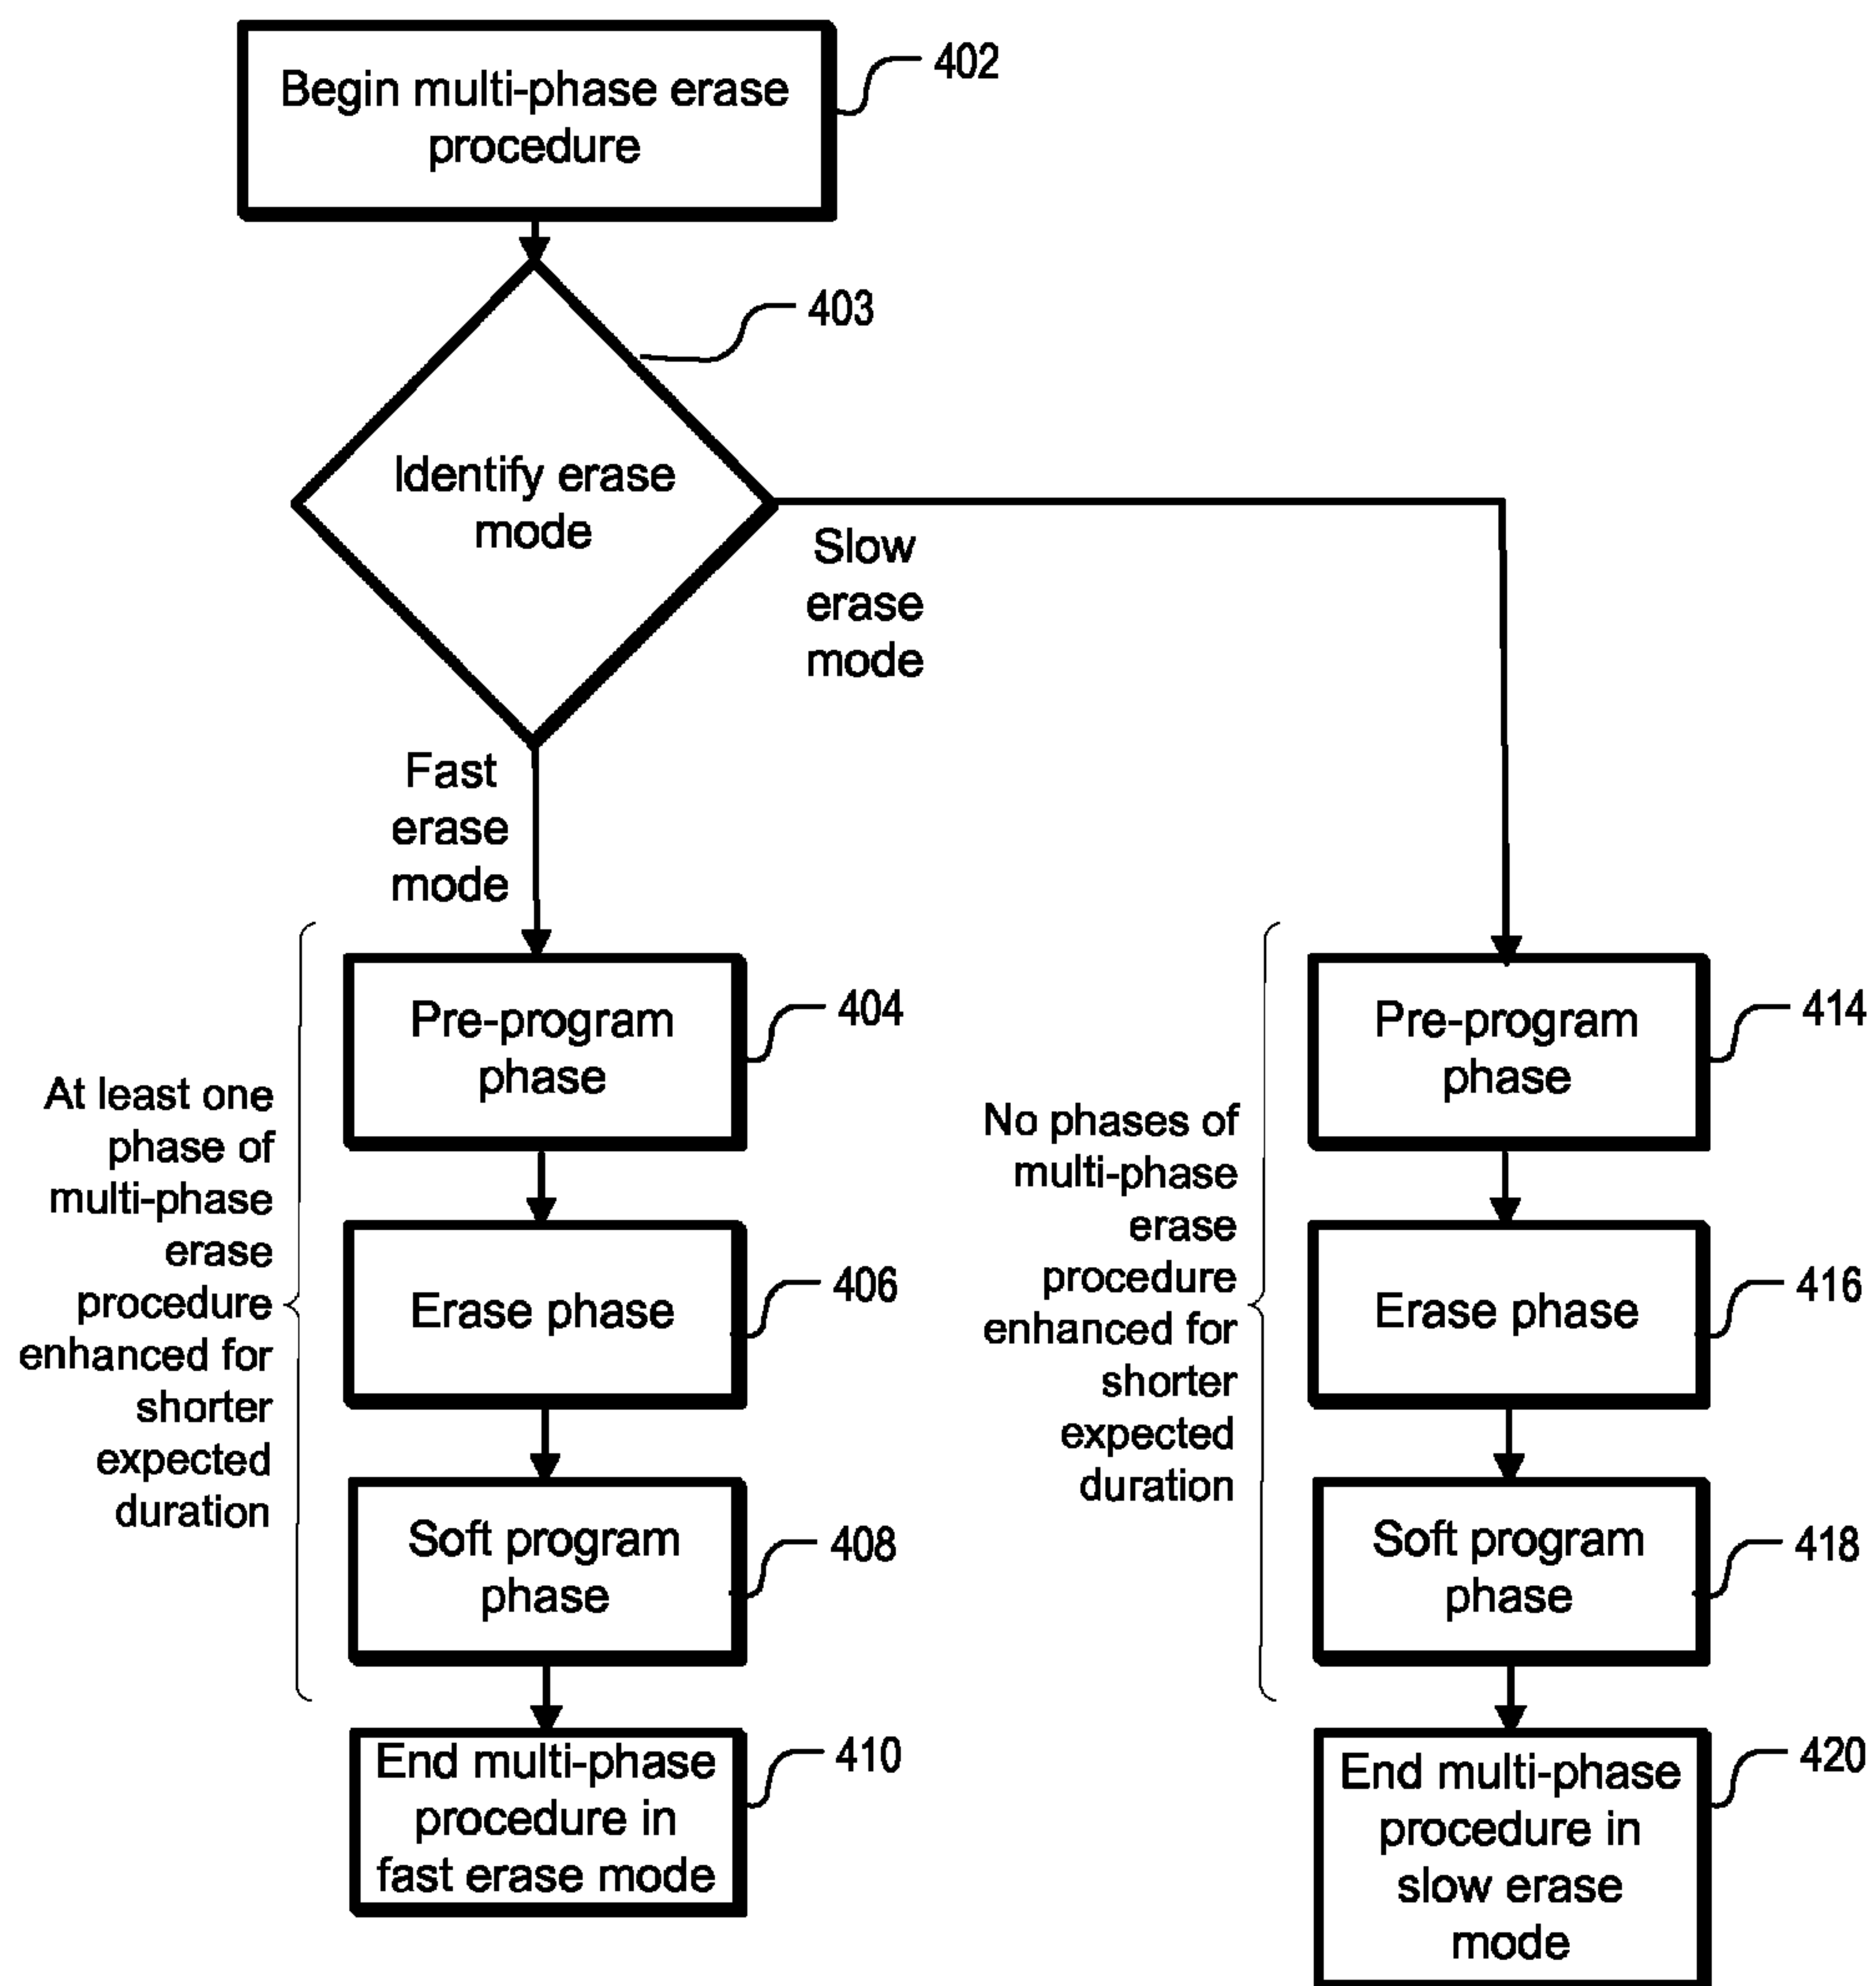 Begin multi-phase erase
procedure
402
403
Identify erase
mode
Slow
erase
mode
Fast
erase
mode
At least one
phase of
multi-phase
erase
procedure
enhanced for
shorter
expected
duration
Pre-program
phase
404
Erase phase
406
Soft program
phase
408
End multi-phase
procedure in
fast erase mode
410
No phases of
multi-phase
erase
procedure
enhanced for
shorter
expected
duration
Pre-program
phase
414
Erase phase
416
Soft program
phase
418
End multi-phase
procedure in
slow erase
mode
420